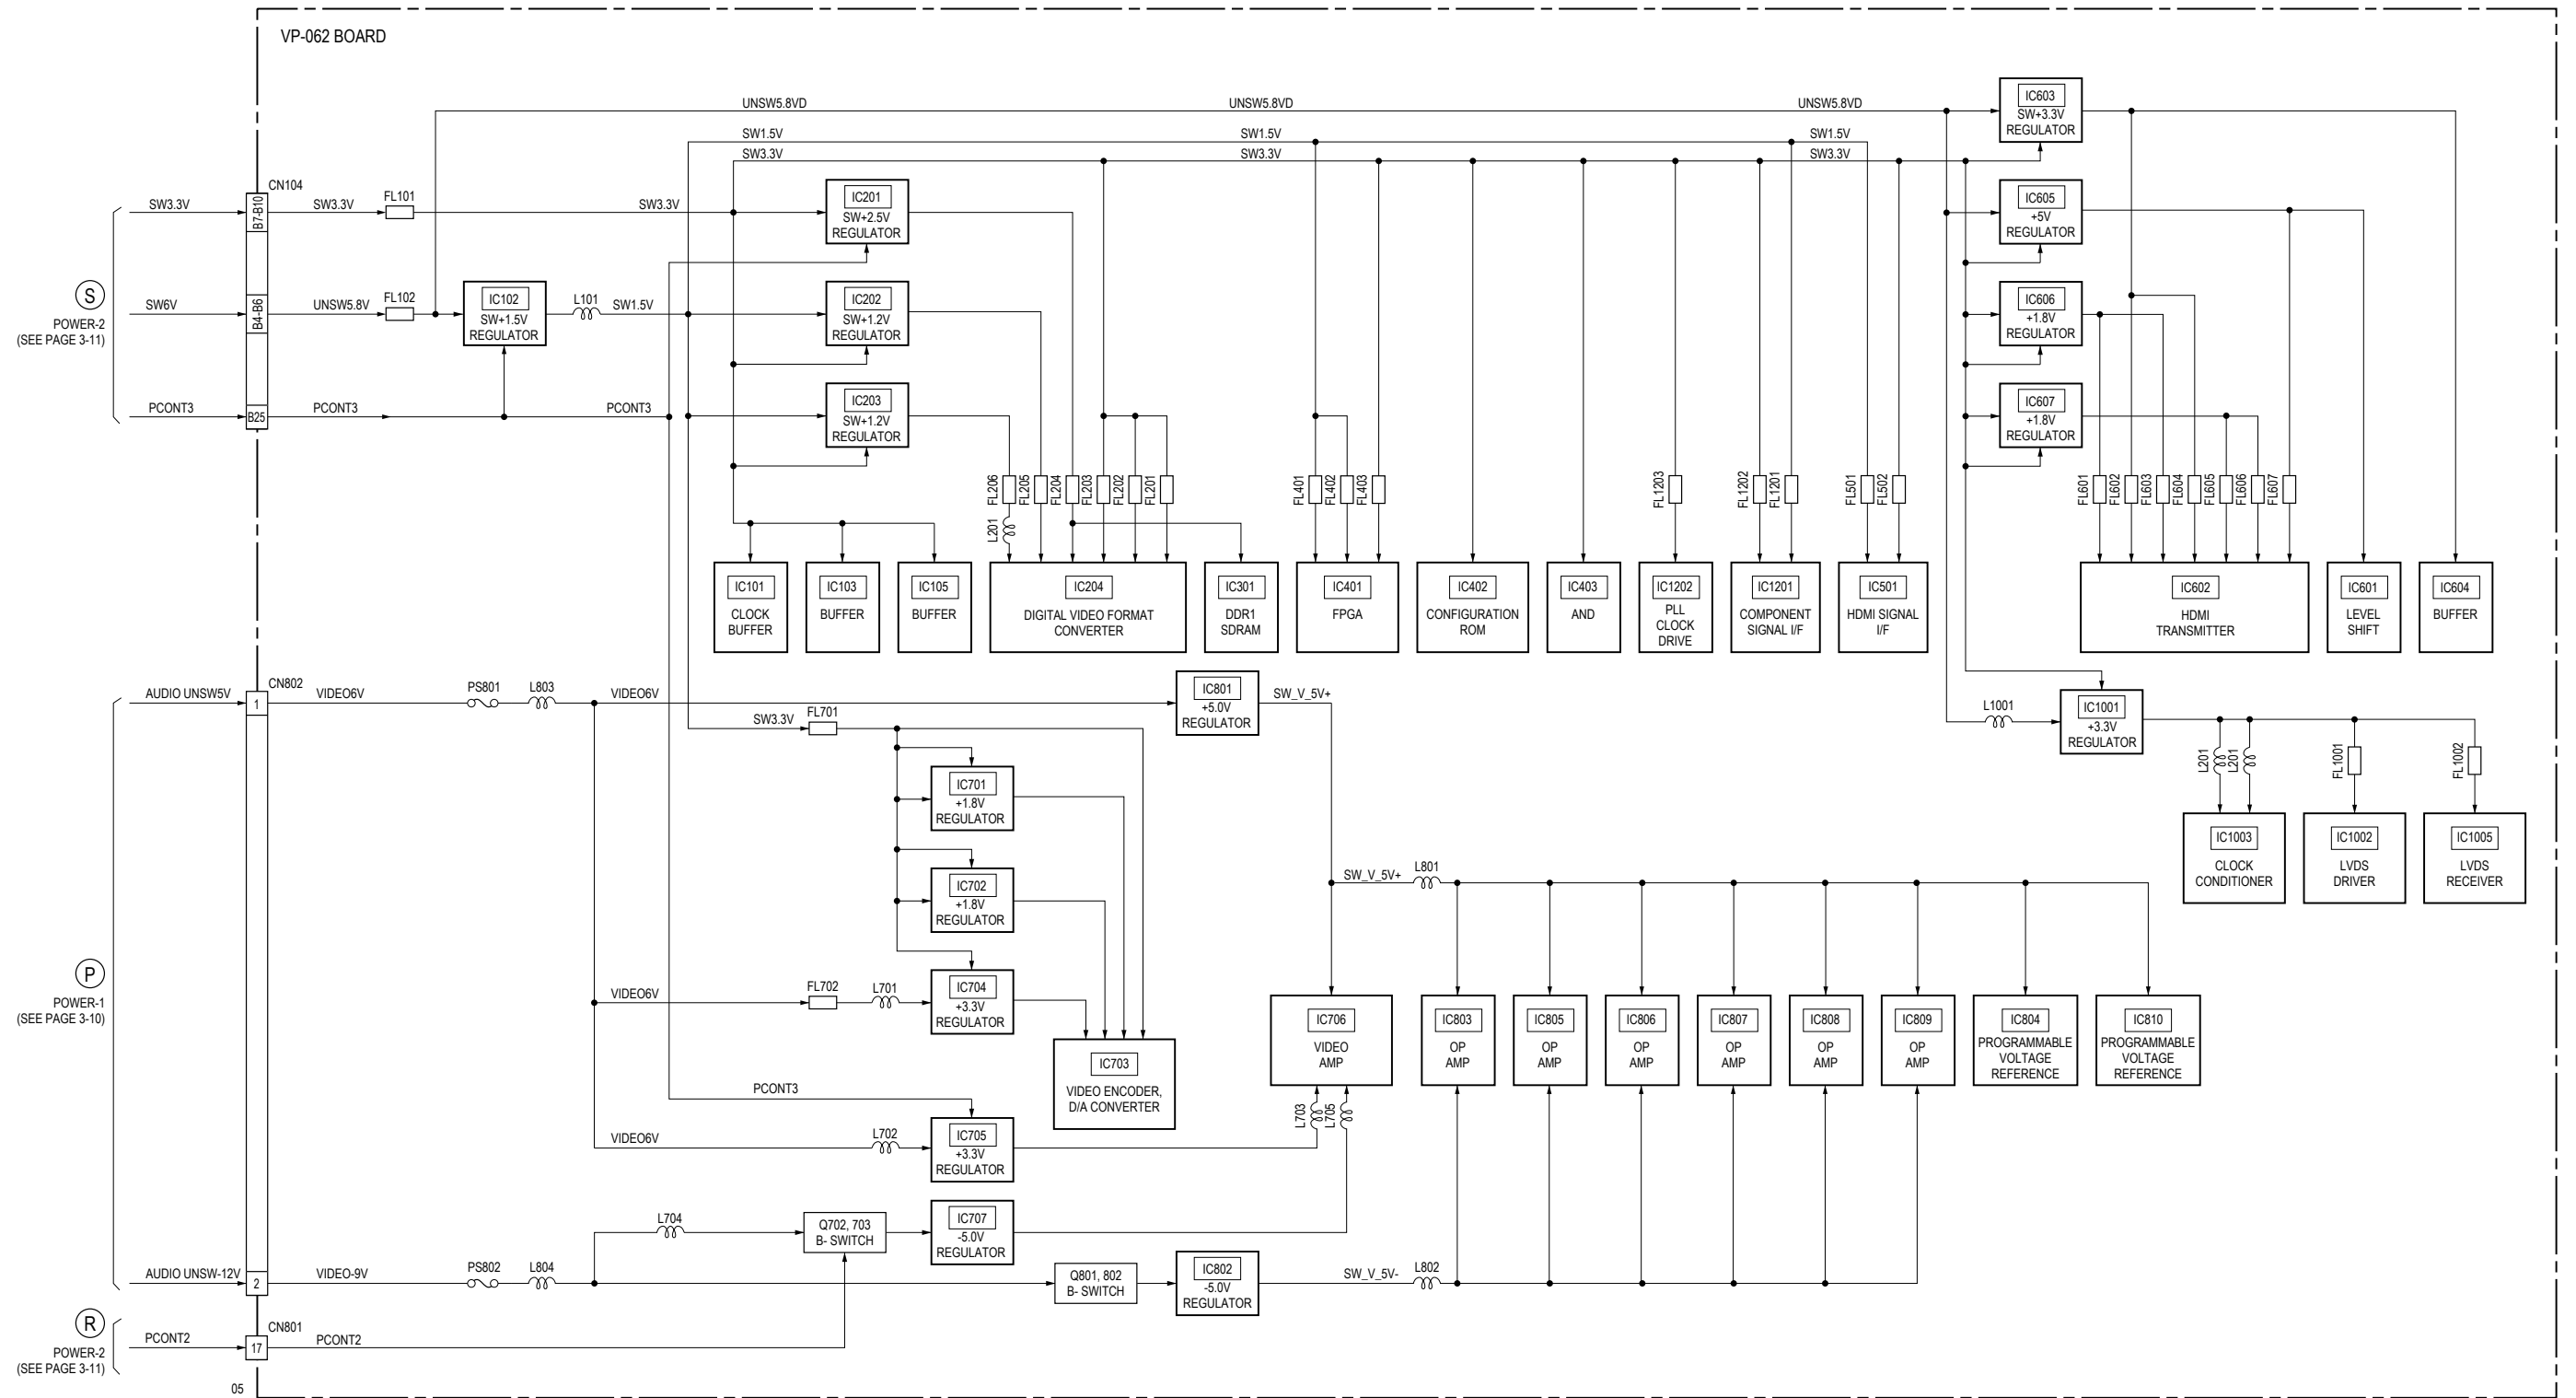 VP-062 BOARD
UNSW5.8VD
UNSW5.8VD
UNSW5.8VD
IC603
SW+3.3V
REGULATOR
SW1.5V
SW1.5V
SW1.5V
SW3.3V
SW3.3V
SW3.3V
CN104
SW3.3V
B7-B10
SW3.3V
FL101
SW3.3V
IC201
SW+2.5V
REGULATOR
IC605
+5V
REGULATOR
S
POWER-2
(SEE PAGE 3-11)
SW6V
B4-B6
UNSW5.8V
FL102
IC102
SW+1.5V
REGULATOR
L101
SW1.5V
IC202
SW+1.2V
REGULATOR
IC606
+1.8V
REGULATOR
PCONT3
B25
PCONT3
PCONT3
IC203
SW+1.2V
REGULATOR
IC607
+1.8V
REGULATOR
FL206
FL205
FL204
FL203
FL202
FL201
L201
FL401
FL402
FL403
FL1203
FL1202
FL1201
FL501
FL502
FL601
FL602
FL603
FL604
FL605
FL606
FL607
IC101
CLOCK
BUFFER
IC103
BUFFER
IC105
BUFFER
IC204
DIGITAL VIDEO FORMAT
CONVERTER
IC301
DDR1
SDRAM
IC401
FPGA
IC402
CONFIGURATION
ROM
IC403
AND
IC1202
PLL
CLOCK
DRIVE
IC1201
COMPONENT
SIGNAL I/F
IC501
HDMI SIGNAL
I/F
IC602
HDMI
TRANSMITTER
IC601
LEVEL
SHIFT
IC604
BUFFER
AUDIO UNSW5V
CN802
1
VIDEO6V
PS801
L803
VIDEO6V
IC801
+5.0V
REGULATOR
SW_V_5V+
SW3.3V
FL701
L1001
IC1001
+3.3V
REGULATOR
L201
L201
FL1001
FL1002
IC701
+1.8V
REGULATOR
IC1003
CLOCK
CONDITIONER
IC1002
LVDS
DRIVER
IC1005
LVDS
RECEIVER
IC702
+1.8V
REGULATOR
SW_V_5V+
L801
P
POWER-1
(SEE PAGE 3-10)
VIDEO6V
FL702
L701
IC704
+3.3V
REGULATOR
IC703
VIDEO ENCODER,
D/A CONVERTER
IC706
VIDEO
AMP
IC803
OP
AMP
IC805
OP
AMP
IC806
OP
AMP
IC807
OP
AMP
IC808
OP
AMP
IC809
OP
AMP
IC804
PROGRAMMABLE
VOLTAGE
REFERENCE
IC810
PROGRAMMABLE
VOLTAGE
REFERENCE
PCONT3
L703
L705
VIDEO6V
L702
IC705
+3.3V
REGULATOR
L704
Q702, 703
B- SWITCH
IC707
-5.0V
REGULATOR
AUDIO UNSW-12V
2
VIDEO-9V
PS802
L804
Q801, 802
B- SWITCH
IC802
-5.0V
REGULATOR
SW_V_5V-
L802
R
POWER-2
(SEE PAGE 3-11)
PCONT2
CN801
17
PCONT2
05